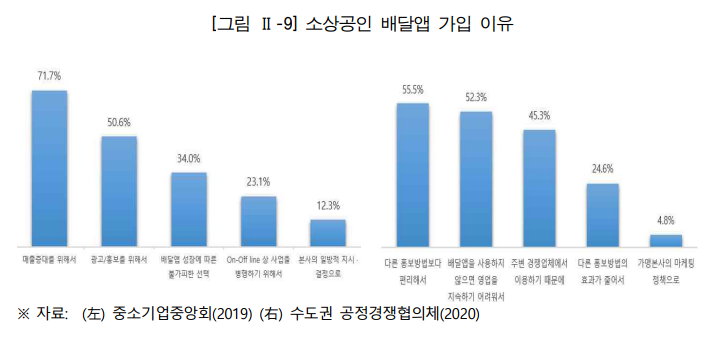 [그림 Ⅱ-9] 소상공인 배달앱 가입 이유
71.7%
50.6%
34.0%
23.1%
12.3%
매출증대를 위해서
광고/홍보를 위해서
배달앱 성장에 따른
불가피한 선택
On-Off line 상 사업을
병행하기 위해서
본사의 일방적 지시·
결정으로
55.5%
52.3%
45.3%
24.6%
4.8%
다른 홍보방법보다
편리해서
배달앱을 사용하지
않으면 영업을
지속하기 어려워서
주변 경쟁업체에서
이용하기 때문에
다른 홍보방법의
효과가 줄어서
가맹본사의 마케팅
정책으로
※ 자료: (左) 중소기업중앙회(2019) (右) 수도권 공정경쟁협의체(2020)